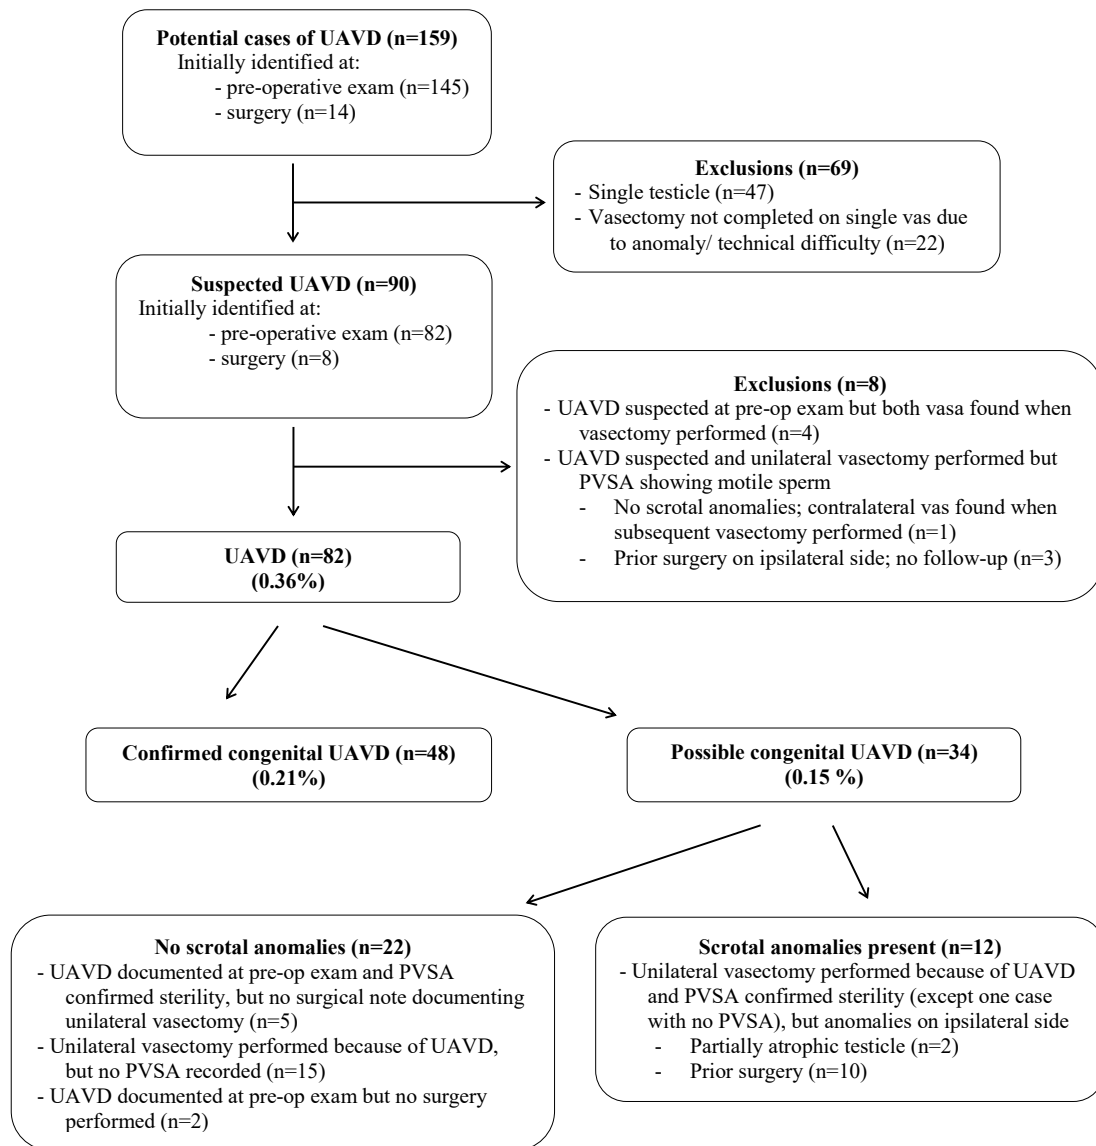 Potential cases of UAVD (n=159)
Initially identified at:
- pre-operative exam (n=145)
- surgery (n=14)
Exclusions (n=69)
- Single testicle (n=47)
- Vasectomy not completed on single vas due
to anomaly/ technical difficulty (n=22)
Suspected UAVD (n=90)
Initially identified at:
- pre-operative exam (n=82)
- surgery (n=8)
Exclusions (n=8)
- UAVD suspected at pre-op exam but both vasa found when
vasectomy performed (n=4)
- UAVD suspected and unilateral vasectomy performed but
PVSA showing motile sperm
- No scrotal anomalies; contralateral vas found when
subsequent vasectomy performed (n=1)
- Prior surgery on ipsilateral side; no follow-up (n=3)
UAVD (n=82)
(0.36%)
Confirmed congenital UAVD (n=48)
(0.21%)
Possible congenital UAVD (n=34)
(0.15 %)
No scrotal anomalies (n=22)
- UAVD documented at pre-op exam and PVSA
confirmed sterility, but no surgical note documenting
unilateral vasectomy (n=5)
- Unilateral vasectomy performed because of UAVD,
but no PVSA recorded (n=15)
- UAVD documented at pre-op exam but no surgery
performed (n=2)
Scrotal anomalies present (n=12)
- Unilateral vasectomy performed because of UAVD
and PVSA confirmed sterility (except one case
with no PVSA), but anomalies on ipsilateral side
- Partially atrophic testicle (n=2)
- Prior surgery (n=10)